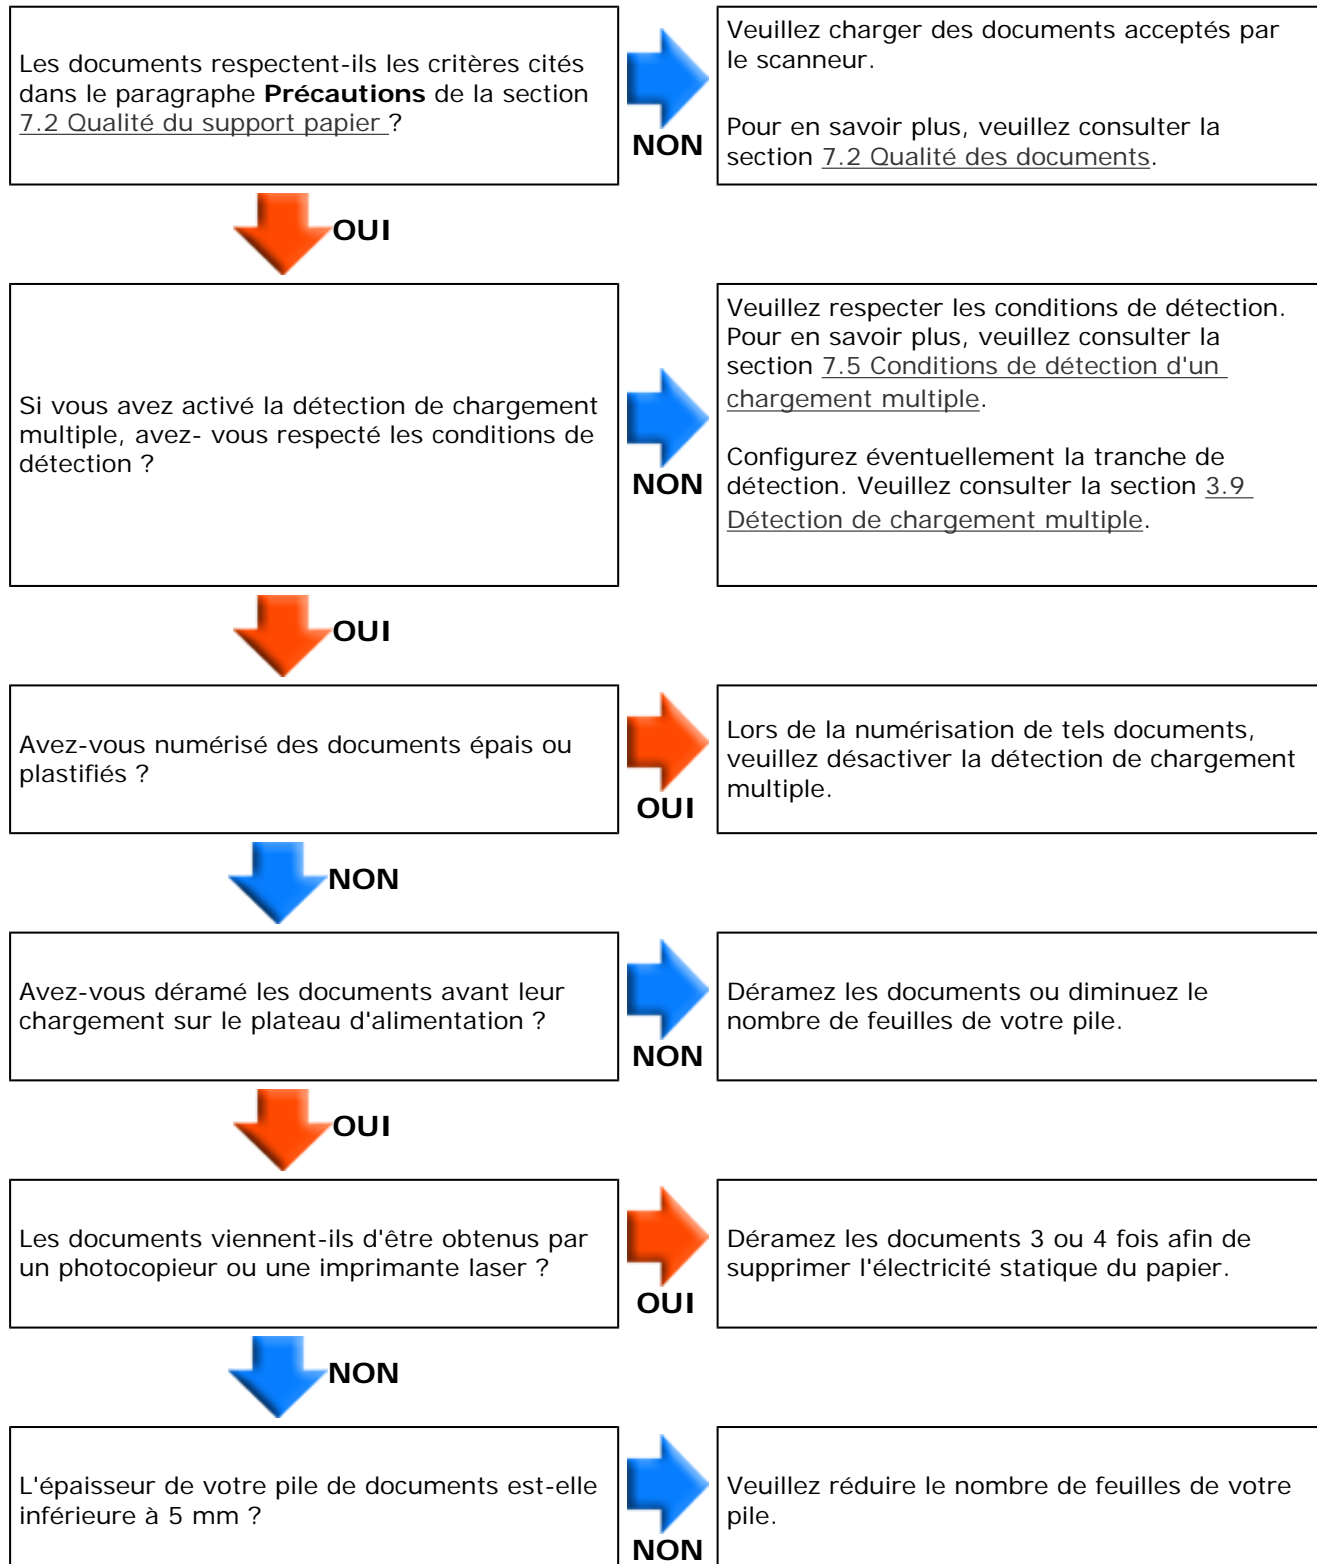 Les documents respectent-ils les critères cités
dans le paragraphe Précautions de la section
7.2 Qualité du support papier ?
NON
Veuillez charger des documents acceptés par
le scanneur.
Pour en savoir plus, veuillez consulter la
section 7.2 Qualité des documents.
OUI
Si vous avez activé la détection de chargement
multiple, avez- vous respecté les conditions de
détection ?
NON
Veuillez respecter les conditions de détection.
Pour en savoir plus, veuillez consulter la
section 7.5 Conditions de détection d'un
chargement multiple.
Configurez éventuellement la tranche de
détection. Veuillez consulter la section 3.9
Détection de chargement multiple.
OUI
Avez-vous numérisé des documents épais ou
plastifiés ?
OUI
Lors de la numérisation de tels documents,
veuillez désactiver la détection de chargement
multiple.
NON
Avez-vous déramé les documents avant leur
chargement sur le plateau d'alimentation ?
NON
Déramez les documents ou diminuez le
nombre de feuilles de votre pile.
OUI
Les documents viennent-ils d'être obtenus par
un photocopieur ou une imprimante laser ?
OUI
Déramez les documents 3 ou 4 fois afin de
supprimer l'électricité statique du papier.
NON
L'épaisseur de votre pile de documents est-elle
inférieure à 5 mm ?
NON
Veuillez réduire le nombre de feuilles de votre
pile.